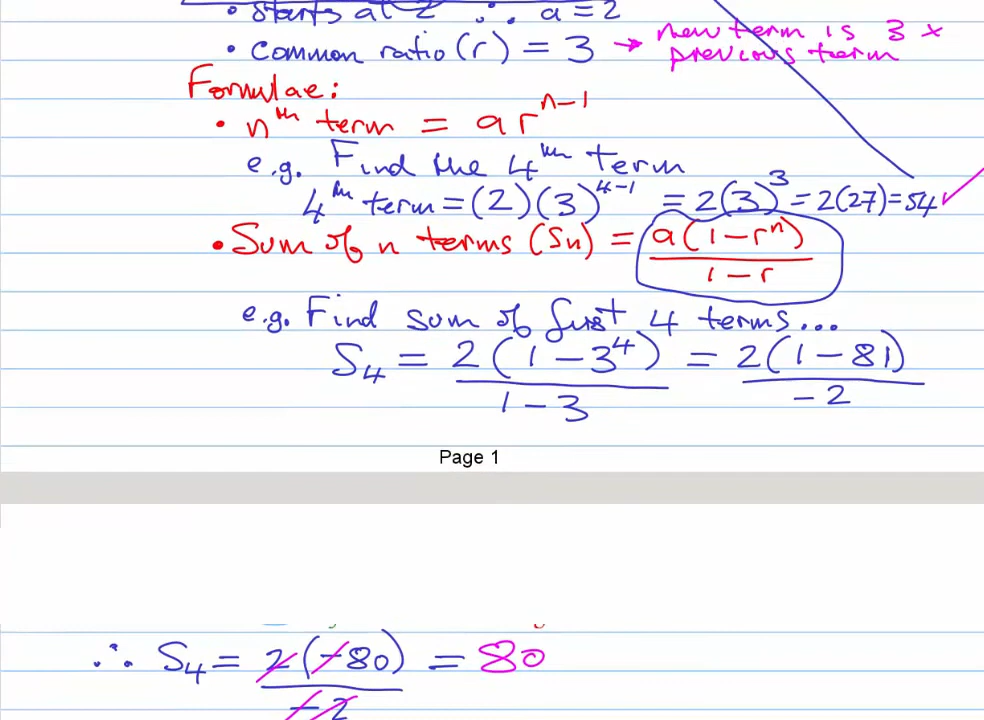 • Starts at 2 ∴ a = 2
• Common ratio (r) = 3 → new term is 3 × previous term
Formulae:
• nth term = ar^(n-1)
e.g. Find the 4th term
4th term = (2)(3)^(4-1) = 2(3)^3 = 2(27) = 54 ✓
• Sum of n terms (Sn) = a(1 - r^n) / (1 - r)
e.g. Find sum of first 4 terms...
S4 = 2(1 - 3^4) / (1 - 3) = 2(1 - 81) / -2
Page 1
∴ S4 = 2(-80) / -2 = 80